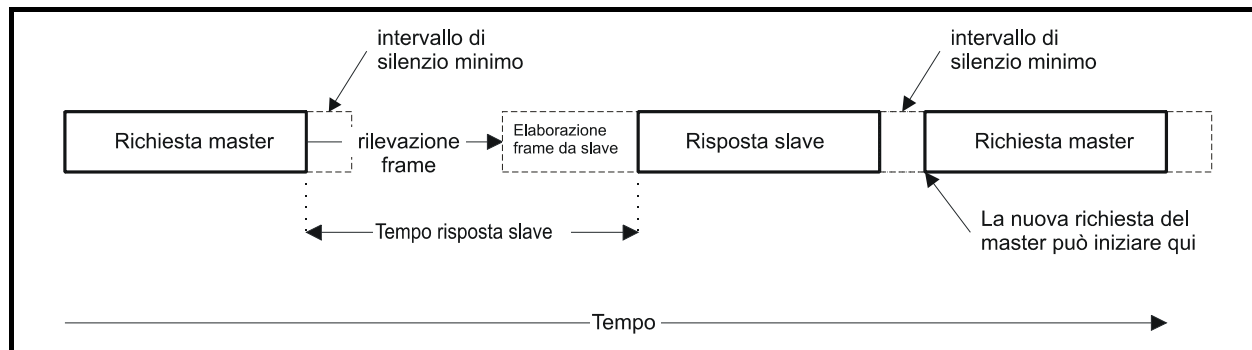 intervallo di
silenzio minimo
intervallo di
silenzio minimo
Richiesta master
rilevazione
frame
Elaborazione
frame da slave
Risposta slave
Richiesta master
Tempo risposta slave
La nuova richiesta del
master può iniziare qui
Tempo